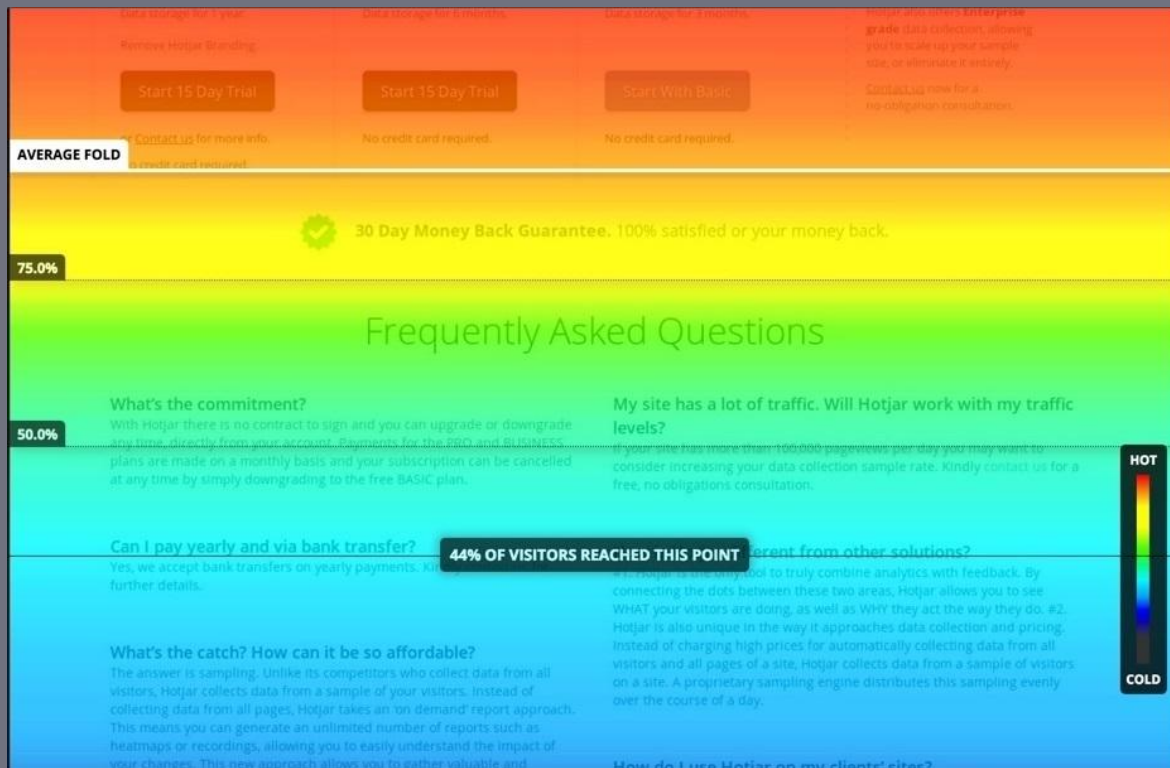 Data storage for 1 year.
Remove Hotjar Branding.
Start 15 Day Trial
or Contact us for more info.
No credit card required.
Data storage for 6 months.
Start 15 Day Trial
No credit card required.
Data storage for 3 months.
Start With Basic
No credit card required.
Hotjar also offers Enterprise
grade data collection, allowing
you to scale up your sample
size, or eliminate it entirely.
Contact us now for a
no-obligation consultation.
AVERAGE FOLD
30 Day Money Back Guarantee. 100% satisfied or your money back.
75.0%
Frequently Asked Questions
What's the commitment?
With Hotjar there is no contract to sign and you can upgrade or downgrade
any time, directly from your account. Payments for the PRO and BUSINESS
plans are made on a monthly basis and your subscription can be cancelled
at any time by simply downgrading to the free BASIC plan.
My site has a lot of traffic. Will Hotjar work with my traffic
levels?
If your site has more than 100,000 pageviews per day you may want to
consider increasing your data collection sample rate. Kindly contact us for a
free, no obligations consultation.
50.0%
HOT
COLD
Can I pay yearly and via bank transfer?
Yes, we accept bank transfers on yearly payments.
further details.
44% OF VISITORS REACHED THIS POINT
from other solutions?
#1. Hotjar is the only tool to truly combine analytics with feedback. By
connecting the dots between these two areas, Hotjar allows you to see
WHAT your visitors are doing, as well as WHY they act the way they do. #2.
Hotjar is also unique in the way it approaches data collection and pricing.
Instead of charging high prices for automatically collecting data from all
visitors and all pages of a site, Hotjar collects data from a sample of visitors
on a site. A proprietary sampling engine distributes this sampling evenly
over the course of a day.
What's the catch? How can it be so affordable?
The answer is sampling. Unlike its competitors who collect data from all
visitors, Hotjar collects data from a sample of your visitors. Instead of
collecting data from all pages, Hotjar takes an 'on demand' report approach.
This means you can generate an unlimited number of reports such as
heatmaps or recordings, allowing you to easily understand the impact of
your changes. This new approach allows you to gather valuable and
How do I use Hotjar on my clients' sites?